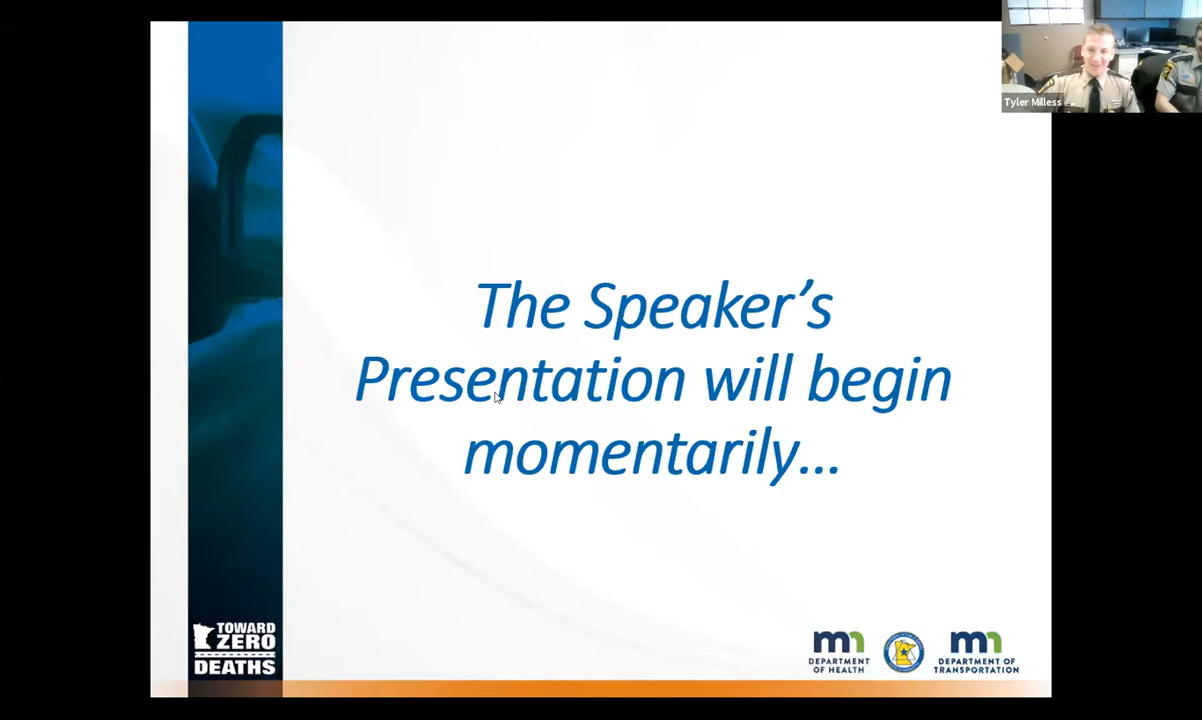 Tyler Milless
The Speaker's
Presentation will begin
momentarily...
TOWARD
ZERO
DEATHS
mn
DEPARTMENT
OF HEALTH
mn
DEPARTMENT OF
TRANSPORTATION